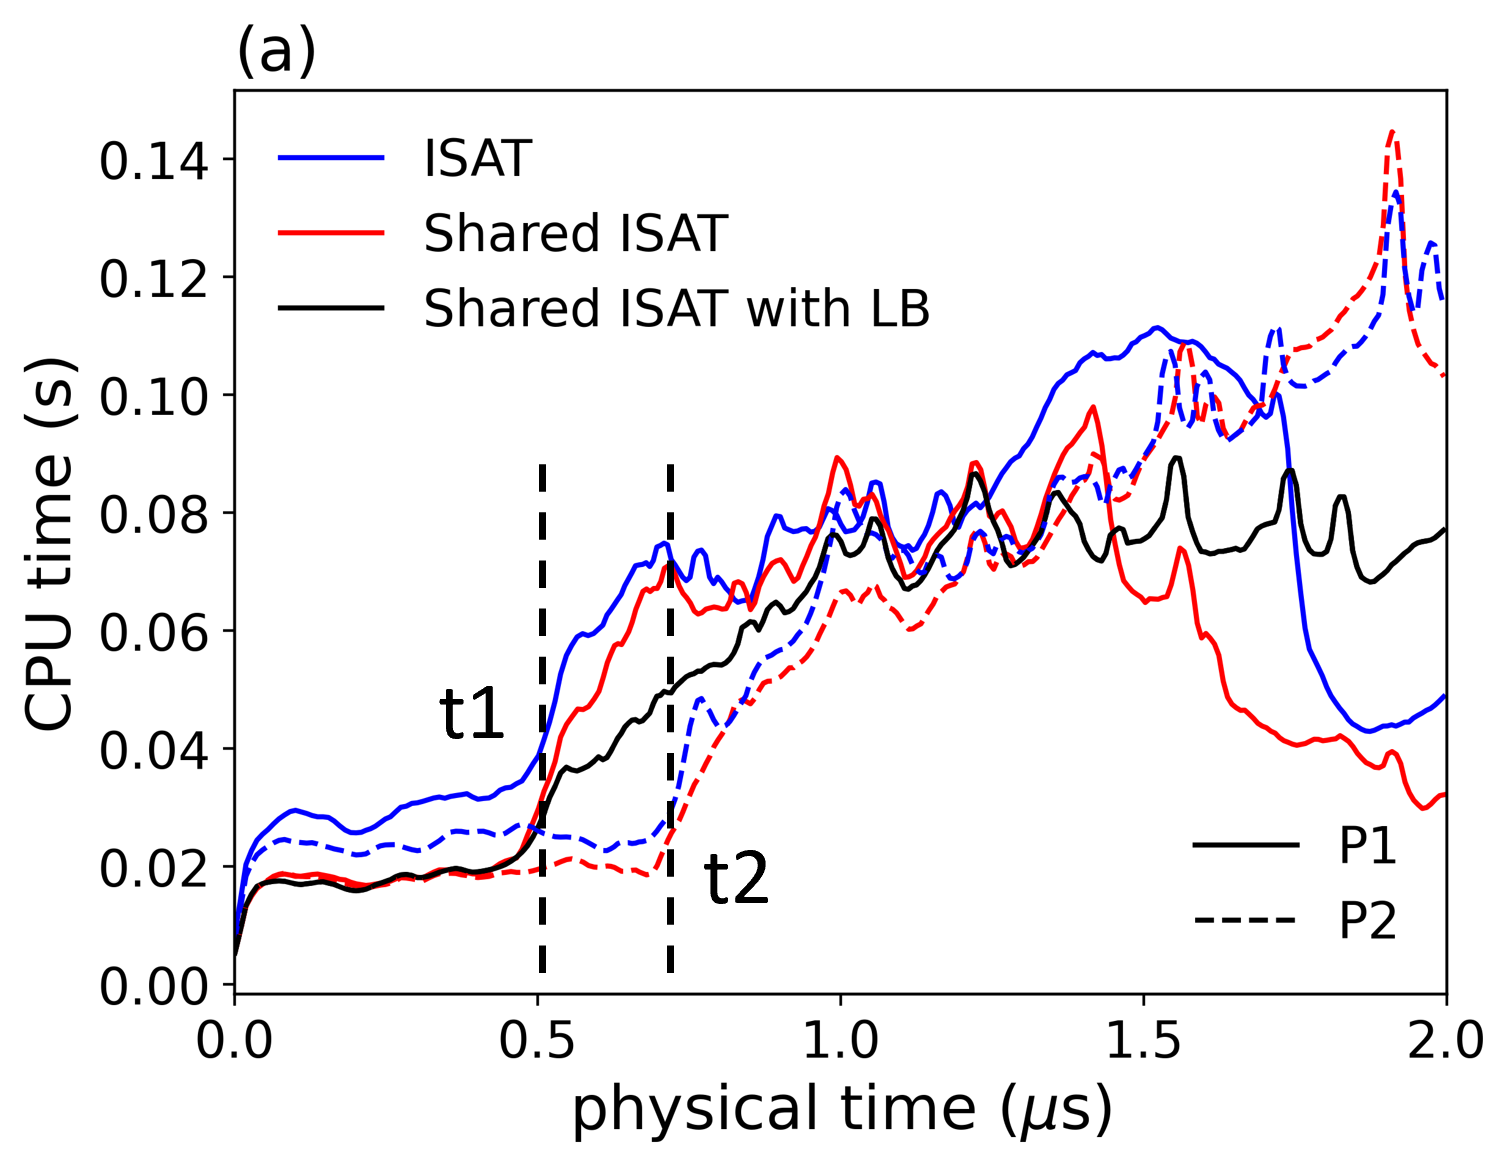 (a)
ISAT
Shared ISAT
Shared ISAT with LB
0.14
0.12
0.10
0.08
0.06
0.04
0.02
0.00
CPU time (s)
t1
t2
P1
P2
0.0 0.5 1.0 1.5 2.0
physical time (μs)